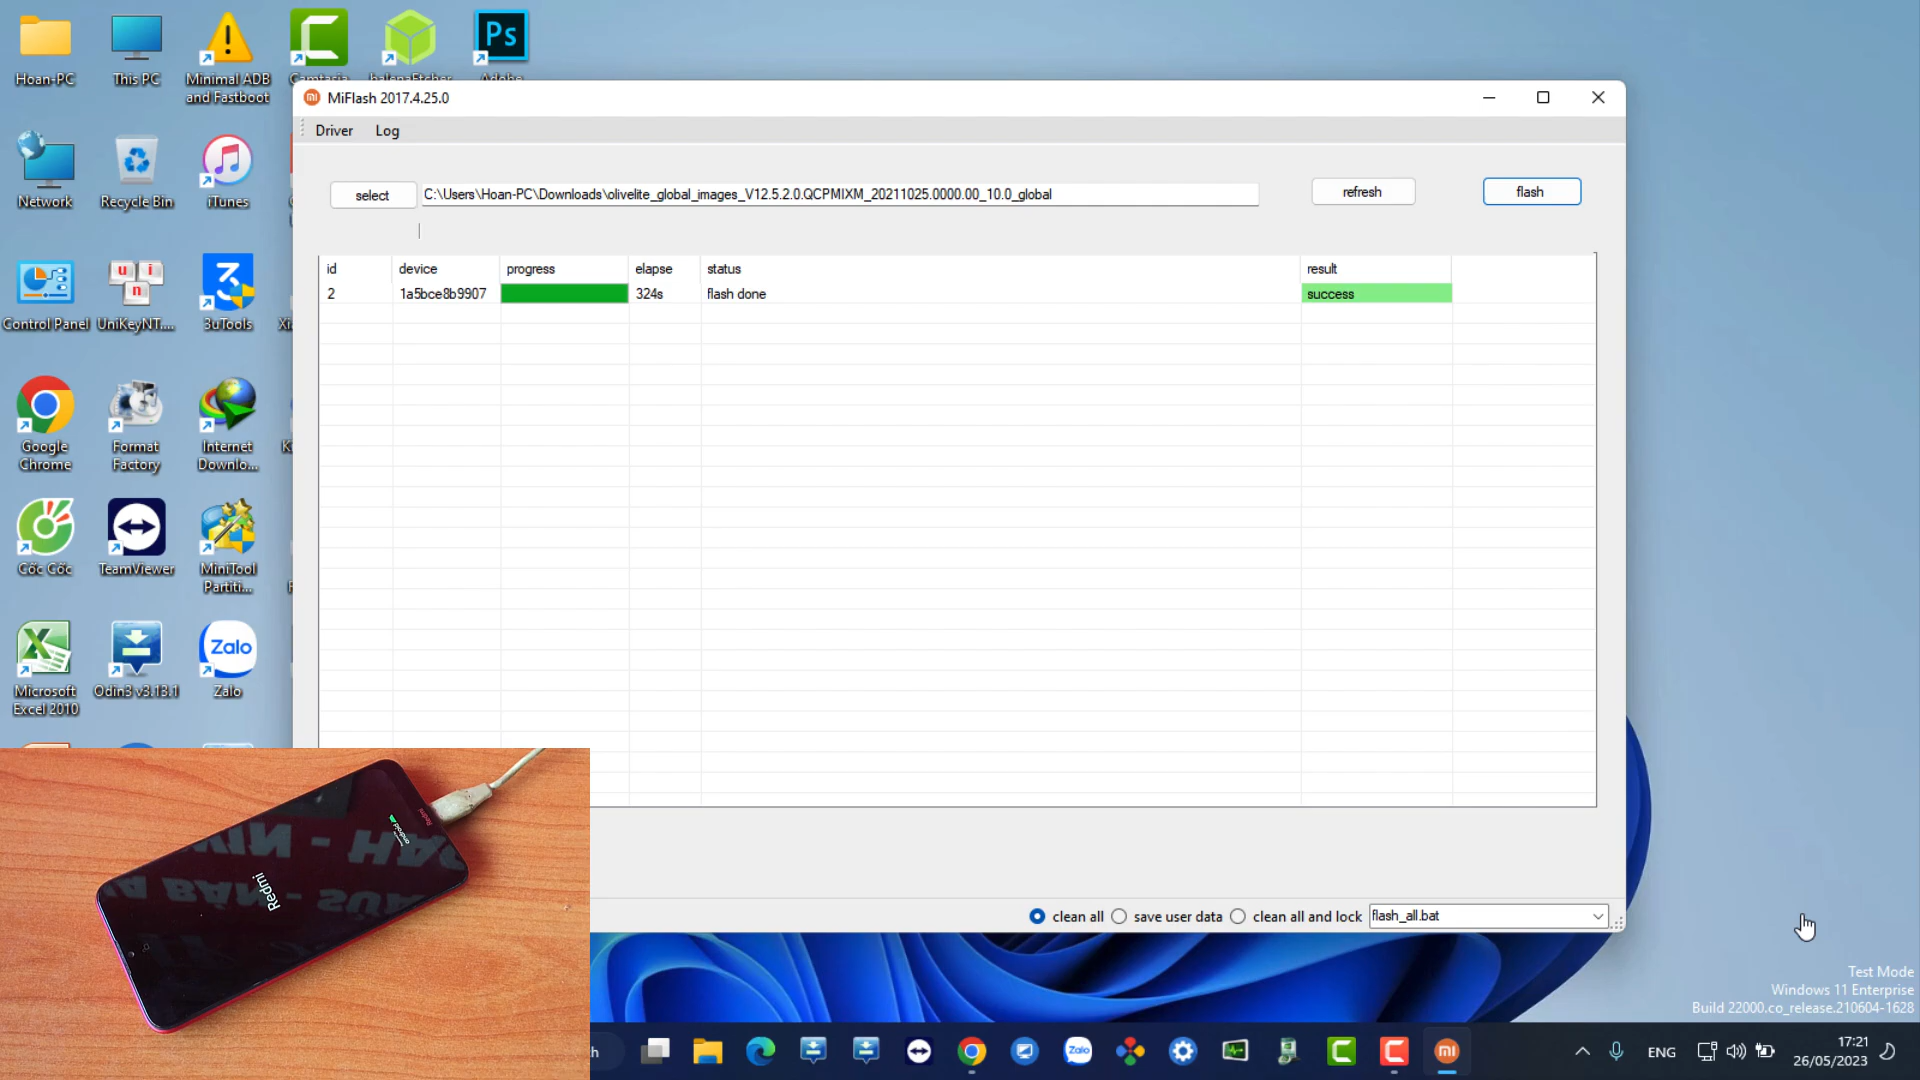 Hoan-PC
This PC
Minimal ADB
and Fastboot
Ps
MiFlash 2017.4.25.0
Driver
Log
select
C:\Users\Hoan-PC\Downloads\olivelite_global_images_V12.5.2.0.QCPMIXM_20211025.0000.00_10.0_global
refresh
flash
id
device
progress
elapse
status
result
2
1a5bce8b9907
324s
flash done
success
Network
Recycle Bin
iTunes
Control Panel
UniKeyNT....
3uTools
Google
Chrome
Format
Factory
Internet
Downlo...
Cốc Cốc
TeamViewer
MiniTool
Partiti...
Microsoft
Excel 2010
Odin3 v3.13.1
Zalo
Zalo
Redmi
android
Redmi
clean all
save user data
clean all and lock
flash_all.bat
Test Mode
Windows 11 Enterprise
Build 22000.co_release.210604-1628
Zalo
ENG
17:21
26/05/2023